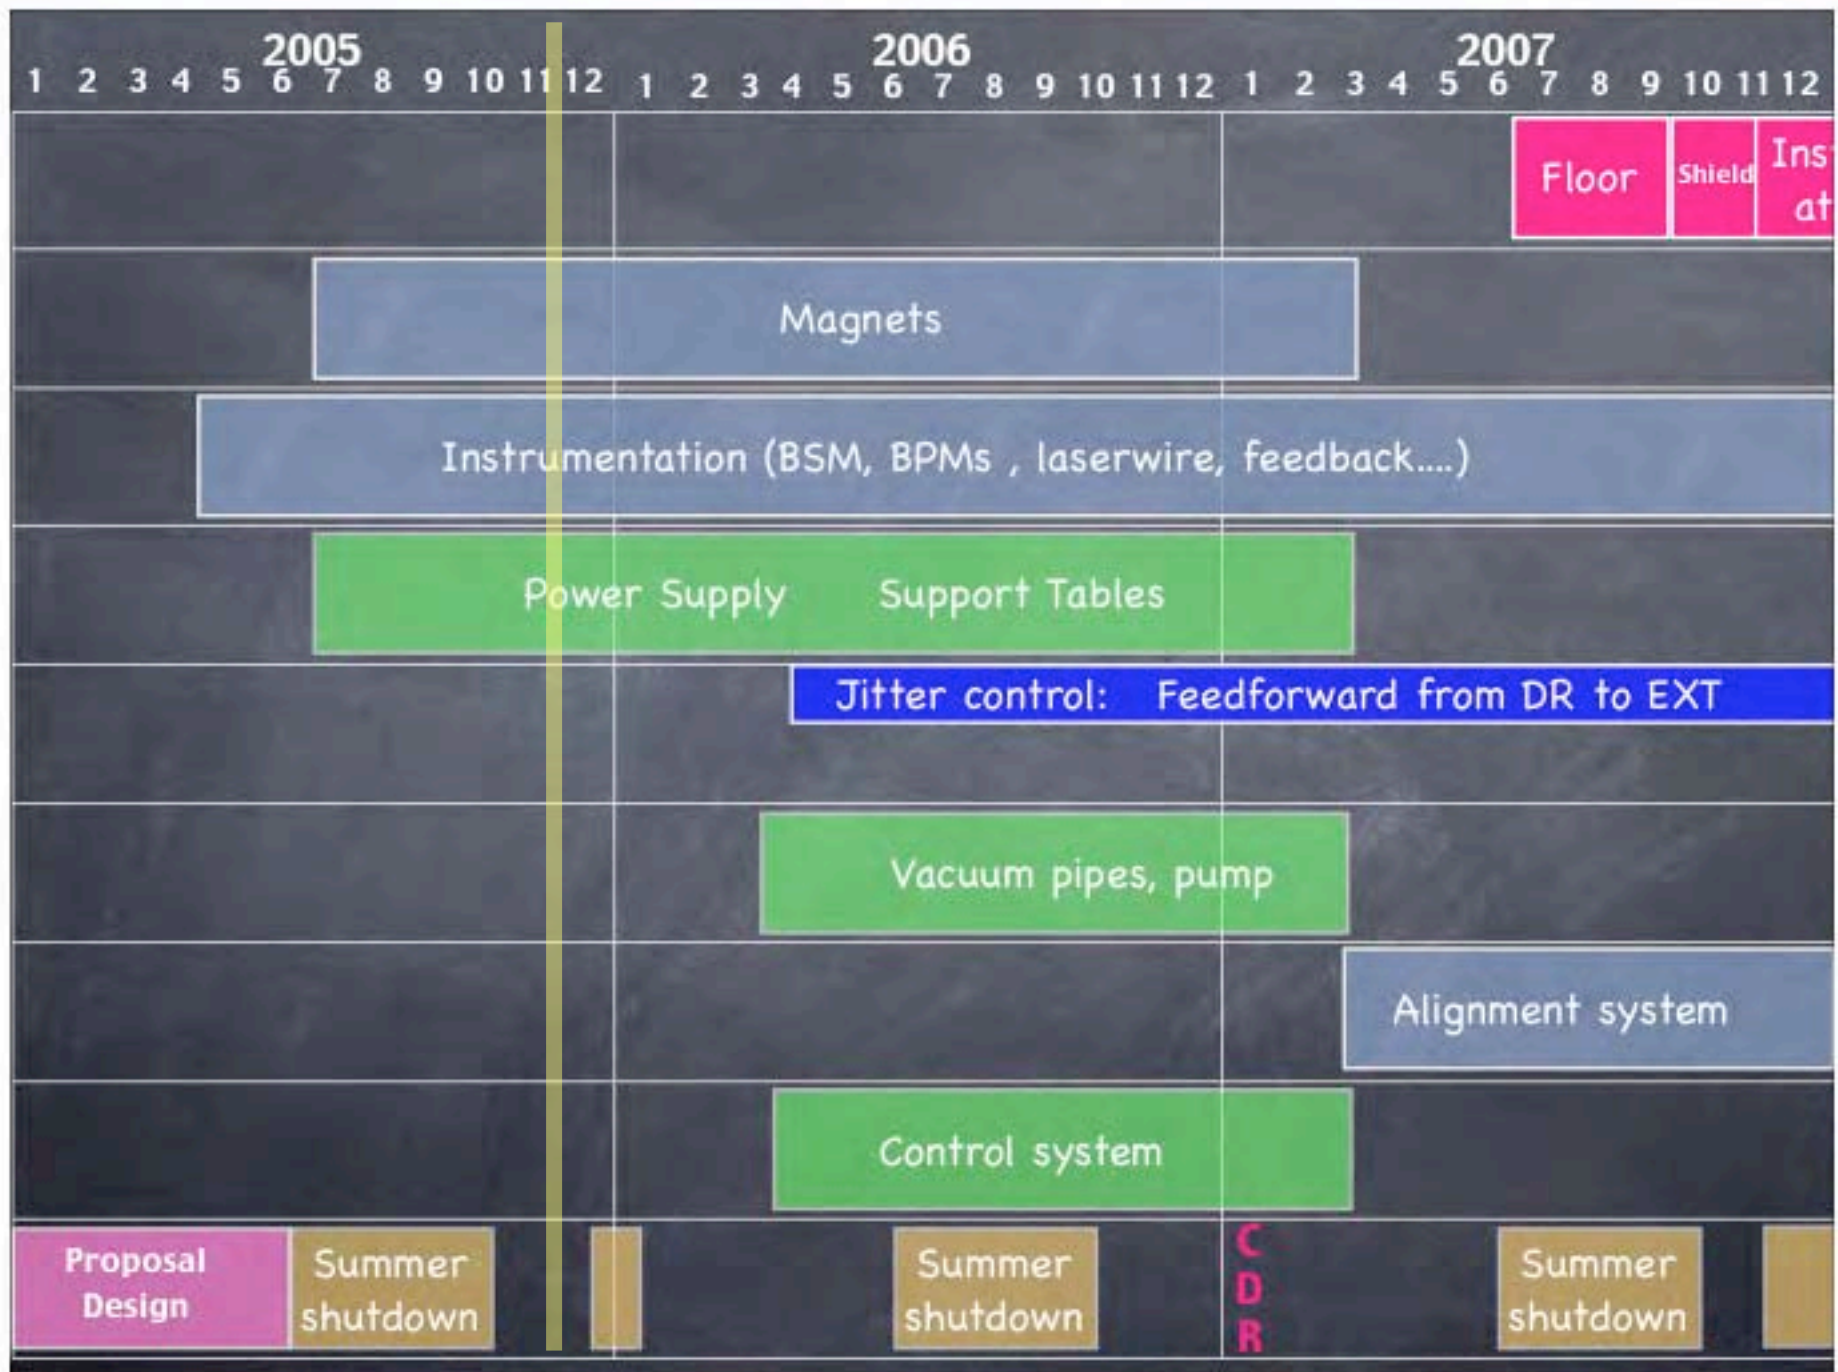 2005 2006 2007
1 2 3 4 5 6 7 8 9 10 11 12 1 2 3 4 5 6 7 8 9 10 11 12 1 2 3 4 5 6 7 8 9 10 11 12
Floor
Shield
Ins
at
Magnets
Instrumentation (BSM, BPMs , laserwire, feedback....)
Power Supply Support Tables
Jitter control: Feedforward from DR to EXT
Vacuum pipes, pump
Alignment system
Control system
Proposal
Design
Summer
shutdown
Summer
shutdown
C
D
R
Summer
shutdown